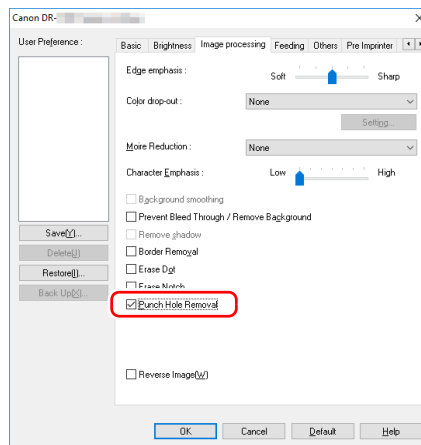 Canon DR-
User Preference :
Basic Brightness Image processing Feeding Others Pre Imprinter
Edge emphasis : Soft Sharp
Color drop-out : None
Setting...
Moire Reduction : None
Character Emphasis : Low High
Background smoothing
Prevent Bleed Through / Remove Background
Remove shadow
Save(Y)...
Border Removal
Delete(J)
Erase Dot
Restore(I)...
Erase Notch
Back Up(X)...
Punch Hole Removal
Reverse Image(W)
OK Cancel Default Help